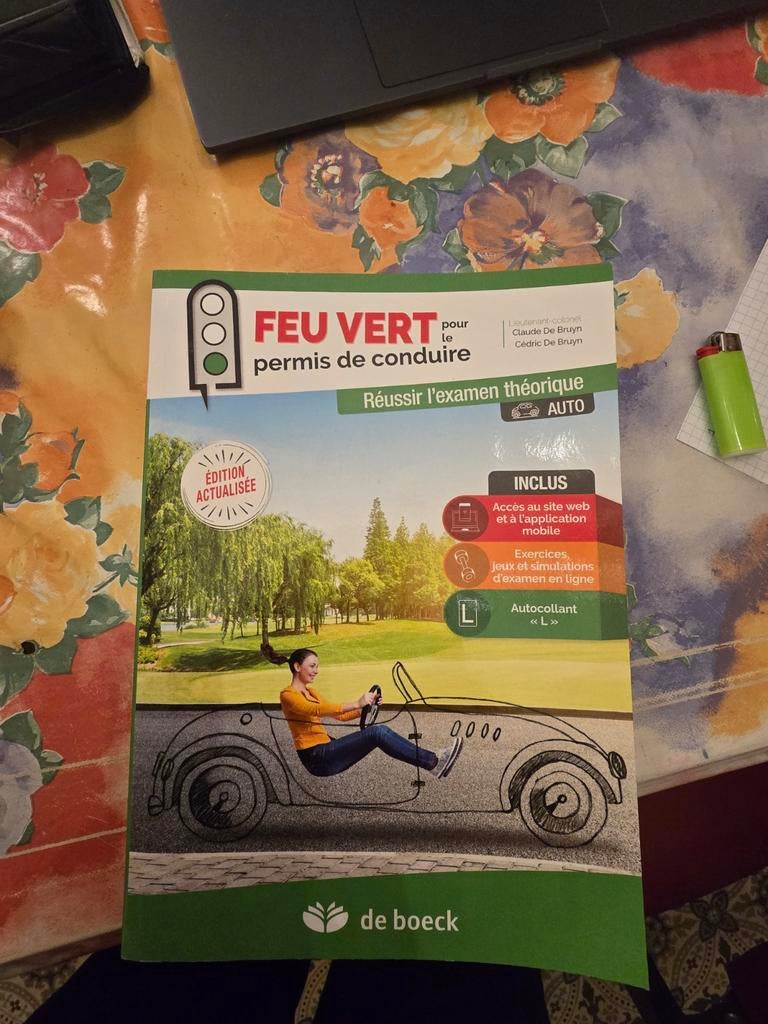 FEU VERT pour le
permis de conduire
Lieutenant-colonel
Claude De Bruyn
Cédric De Bruyn
Réussir l'examen théorique
AUTO
ÉDITION
ACTUALISÉE
INCLUS
Accès au site web
et à l'application
mobile
Exercices,
jeux et simulations
d'examen en ligne
L
Autocollant
« L »
de boeck